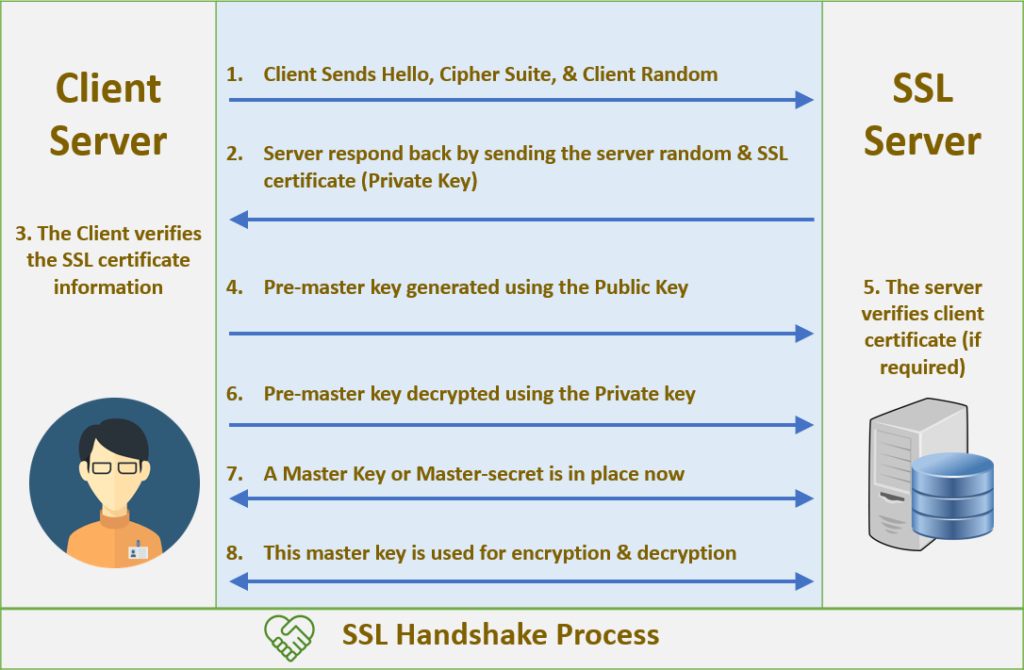 Client
Server
SSL
Server
1. Client Sends Hello, Cipher Suite, & Client Random
2. Server respond back by sending the server random & SSL
certificate (Private Key)
3. The Client verifies
the SSL certificate
information
4. Pre-master key generated using the Public Key
5. The server
verifies client
certificate (if
required)
6. Pre-master key decrypted using the Private key
7. A Master Key or Master-secret is in place now
8. This master key is used for encryption & decryption
SSL Handshake Process